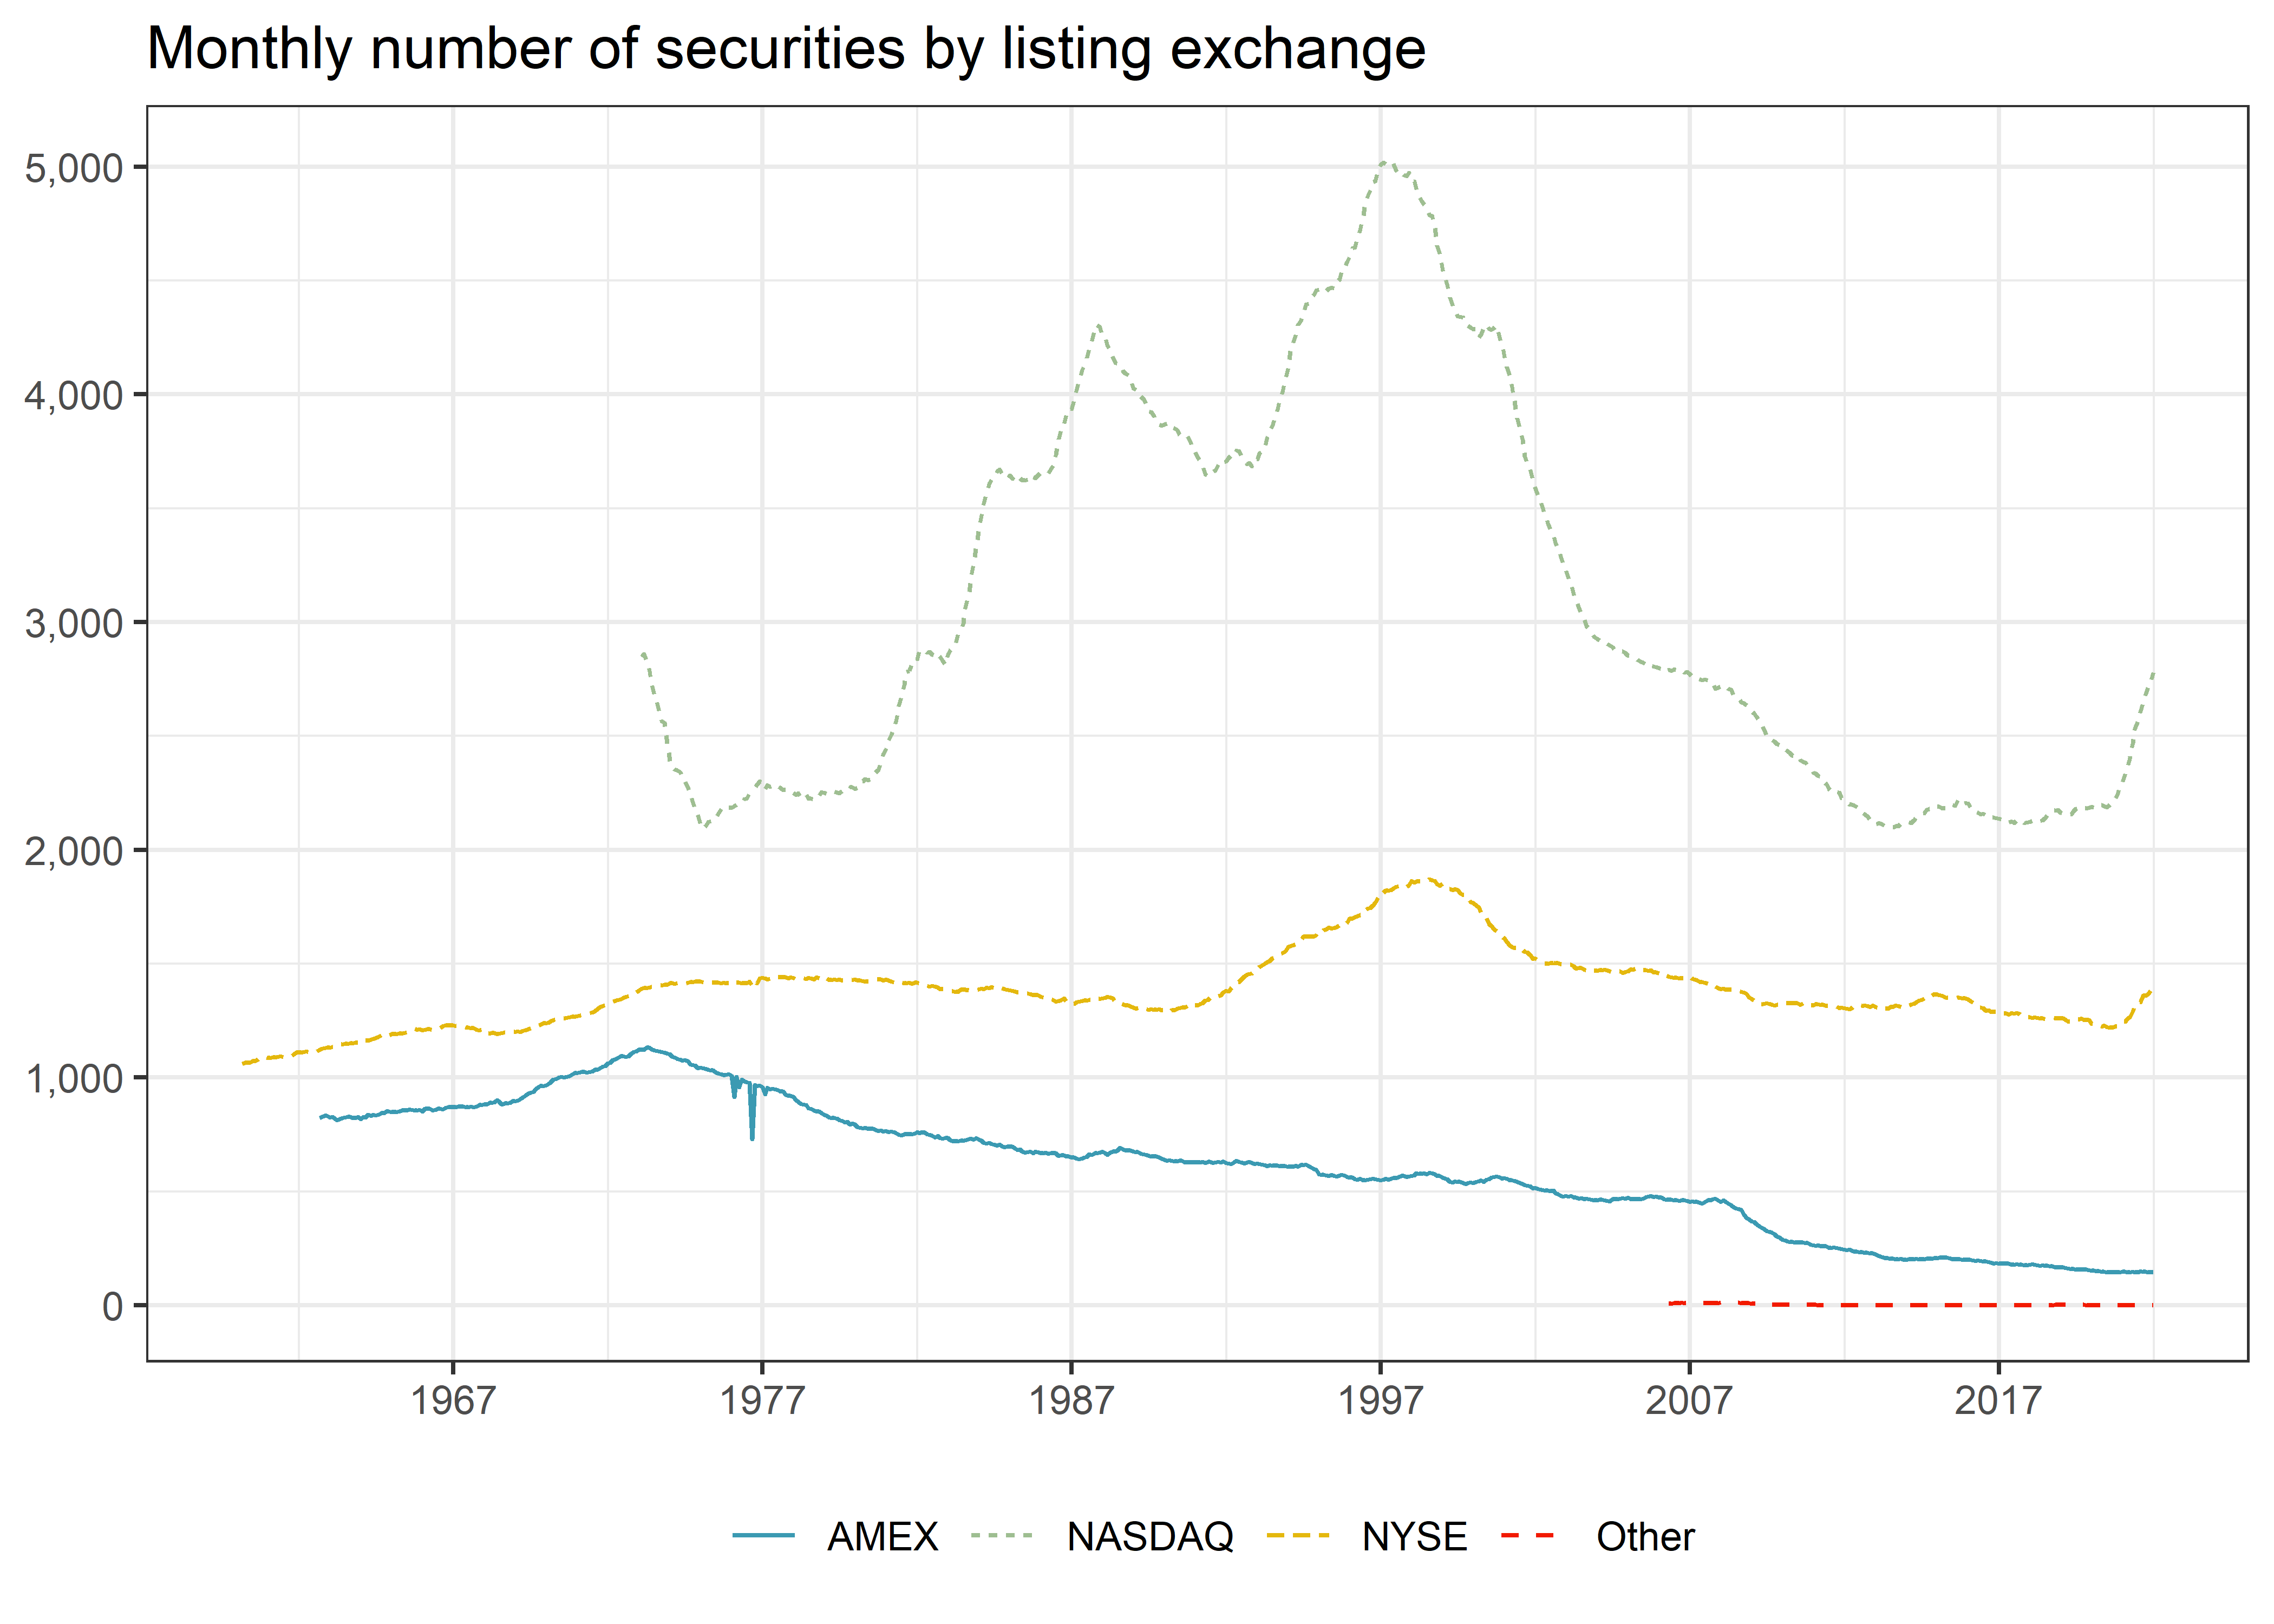 Monthly number of securities by listing exchange
5,000
4,000
3,000
2,000
1,000
0
1967 1977 1987 1997 2007 2017
AMEX NASDAQ NYSE Other